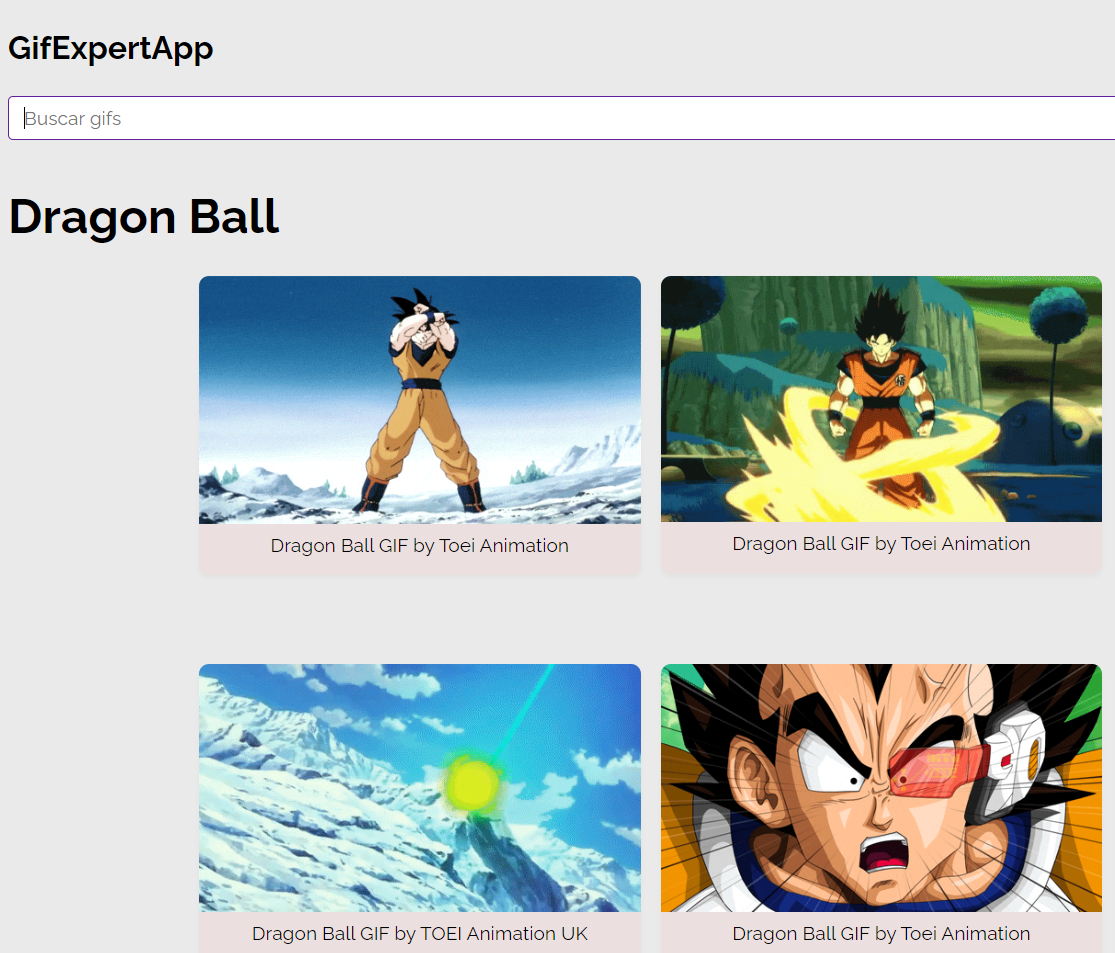 GifExpertApp
Buscar gifs
Dragon Ball
Dragon Ball GIF by Toei Animation
Dragon Ball GIF by Toei Animation
Dragon Ball GIF by TOEI Animation UK
Dragon Ball GIF by Toei Animation